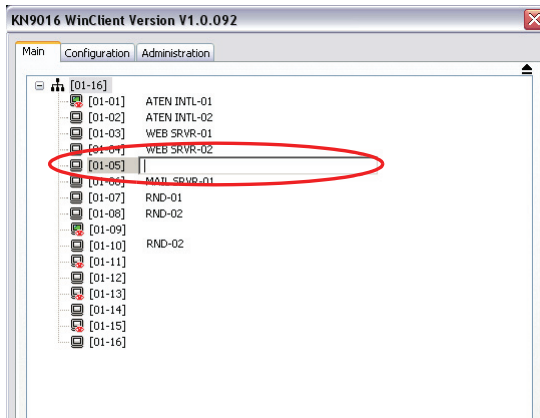 KN9016 WinClient Version V1.0.092
Main Configuration Administration
[01-16]
[01-01] ATEN INTL-01
[01-02] ATEN INTL-02
[01-03] WEB SRVR-01
[01-04] WEB SRVR-02
[01-05]
[01-06] MAIL SRVR-01
[01-07] RND-01
[01-08] RND-02
[01-09]
[01-10] RND-02
[01-11]
[01-12]
[01-13]
[01-14]
[01-15]
[01-16]